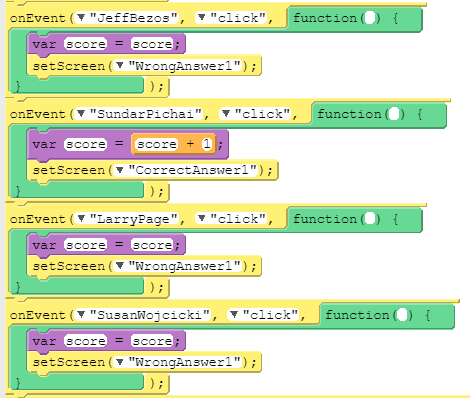 onEvent(▼"JeffBezos", ▼"click", function() {
var score = score;
setScreen(▼"WrongAnswer1");
} );
onEvent(▼"SundarPichai", ▼"click", function() {
var score = score + 1;
setScreen(▼"CorrectAnswer1");
} );
onEvent(▼"LarryPage", ▼"click", function() {
var score = score;
setScreen(▼"WrongAnswer1");
} );
onEvent(▼"SusanWojcicki", ▼"click", function() {
var score = score;
setScreen(▼"WrongAnswer1");
} );